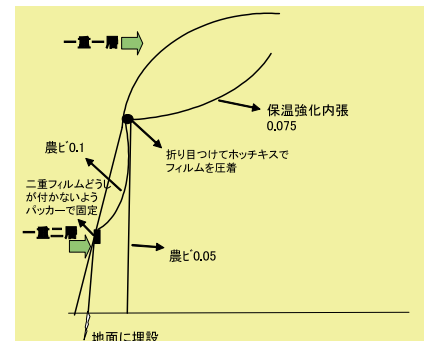 一重一層
保温強化内張
0.075
農ビ0.1
折り目つけてホッチキスで
フィルムを圧着
二重フィルムどうし
が付かないよう
パッカーで固定
一重二層
農ビ0.05
地面に埋設